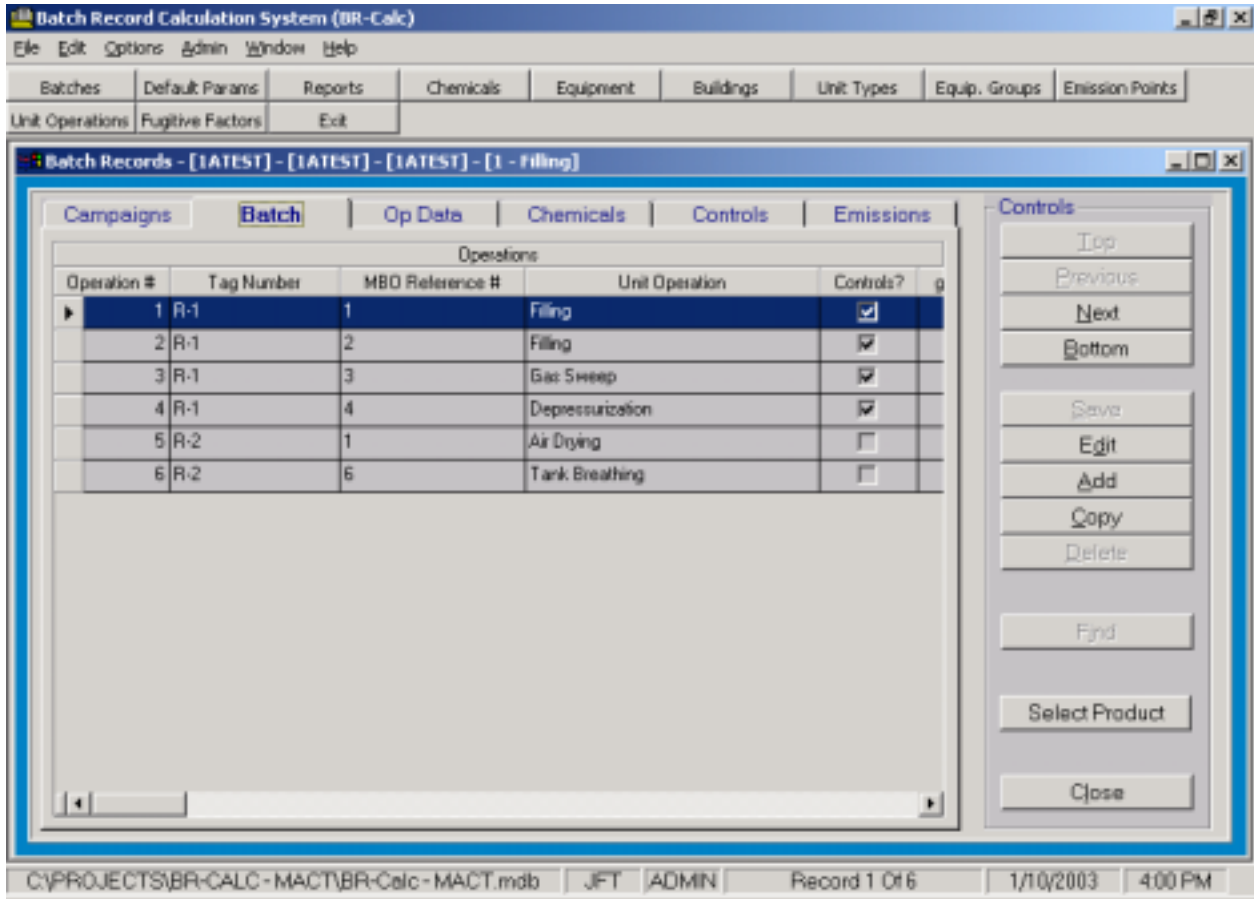 Batch Record Calculation System (BR-Calc)
File Edit Options Admin Window Help
Batches Default Params Reports Chemicals Equipment Buildings Unit Types Equip. Groups Emission Points
Unit Operations Fugitive Factors Exit
Batch Records - [1ATEST] - [1ATEST] - [1ATEST] - [1 - Filling]
Campaigns Batch Op Data Chemicals Controls Emissions
Operations
Operation # Tag Number MBO Reference # Unit Operation Controls? g
1 R-1 1 Filling
2 R-1 2 Filling
3 R-1 3 Gas Sweep
4 R-1 4 Depressurization
5 R-2 1 Air Drying
6 R-2 6 Tank Breathing
Controls
Top
Previous
Next
Bottom
Save
Edit
Add
Copy
Delete
Find
Select Product
Close
C:\PROJECTS\BR-CALC - MACT\BR-Calc - MACT.mdb JFT ADMIN Record 1 Of 6 1/10/2003 4:00 PM